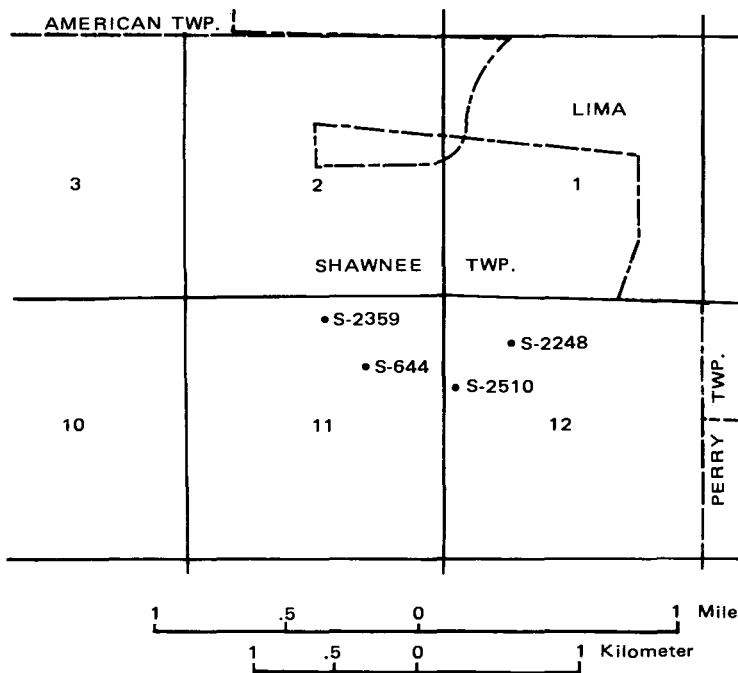 AMERICAN TWP.
LIMA
3
2
1
SHAWNEE TWP.
S-2359
S-2248
S-644
S-2510
10
11
12
PERRY TWP.
1 .5 0 1 Mile
1 .5 0 1 Kilometer